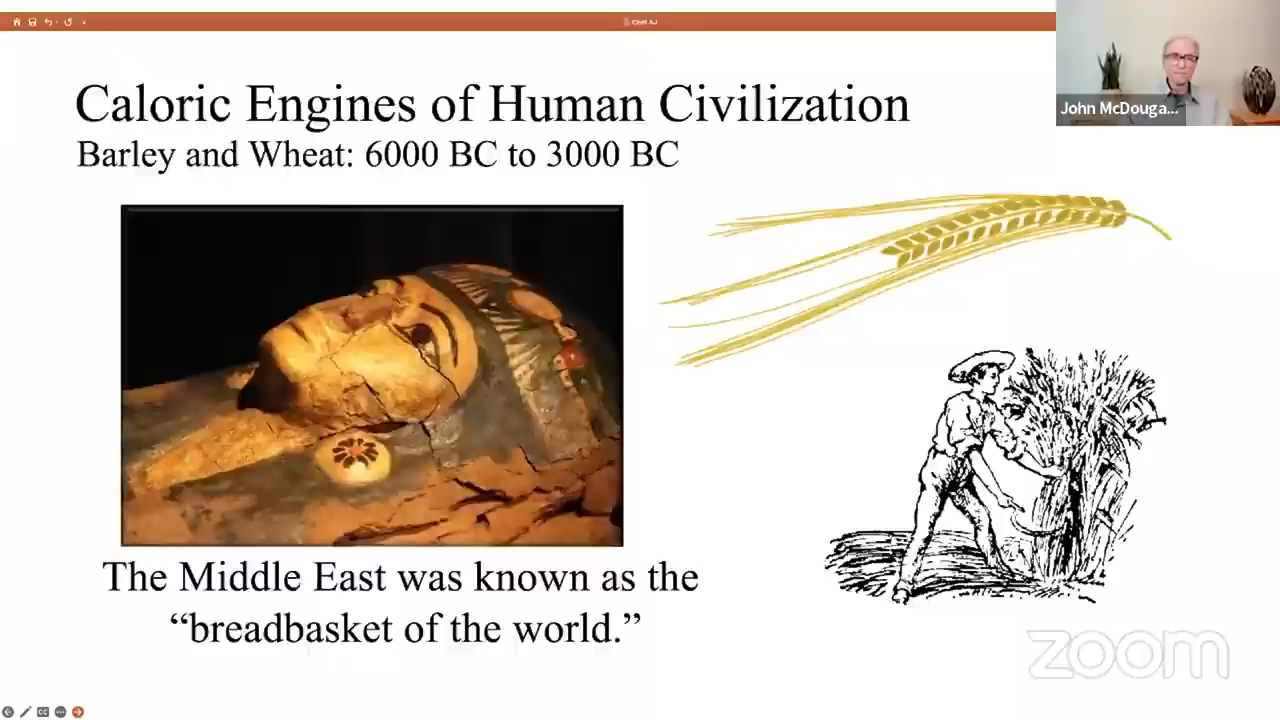 Caloric Engines of Human Civilization
Barley and Wheat: 6000 BC to 3000 BC
John McDouga...
The Middle East was known as the
“breadbasket of the world.”
zoom